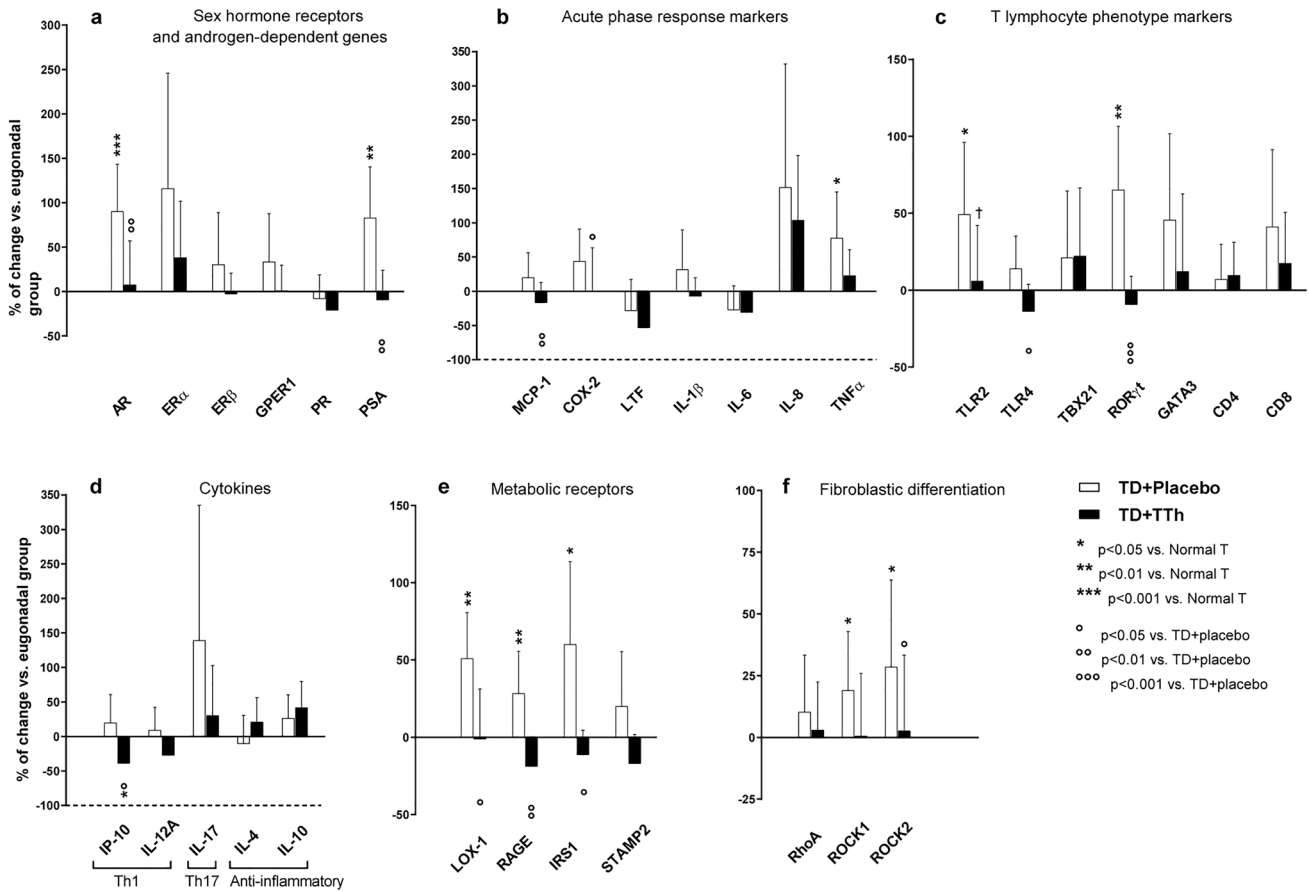 a
Sex hormone receptors
and androgen-dependent genes
% of change vs. eugonadal
group
300
250
200
150
100
50
0
-50
***
°°
**
°°
AR
ERα
ERβ
GPER1
PR
PSA
b
Acute phase response markers
350
300
250
200
150
100
50
0
-50
-100
°°
°
*
MCP-1
COX-2
LTF
IL-1β
IL-6
IL-8
TNFα
c
T lymphocyte phenotype markers
150
100
50
0
-50
*
†
°
**
°°°
TLR2
TLR4
TBX21
RORγt
GATA3
CD4
CD8
d
Cytokines
% of change vs. eugonadal group
350
300
250
200
150
100
50
0
-50
-100
*°
IP-10
IL-12A
IL-17
IL-4
IL-10
Th1
Th17
Anti-inflammatory
e
Metabolic receptors
150
100
50
0
-50
**
°
**
°°
*
°
LOX-1
RAGE
IRS1
STAMP2
f
Fibroblastic differentiation
100
75
50
25
0
-25
*
*
°
RhoA
ROCK1
ROCK2
TD+Placebo
TD+TTh
* p<0.05 vs. Normal T
** p<0.01 vs. Normal T
*** p<0.001 vs. Normal T
° p<0.05 vs. TD+placebo
°° p<0.01 vs. TD+placebo
°°° p<0.001 vs. TD+placebo